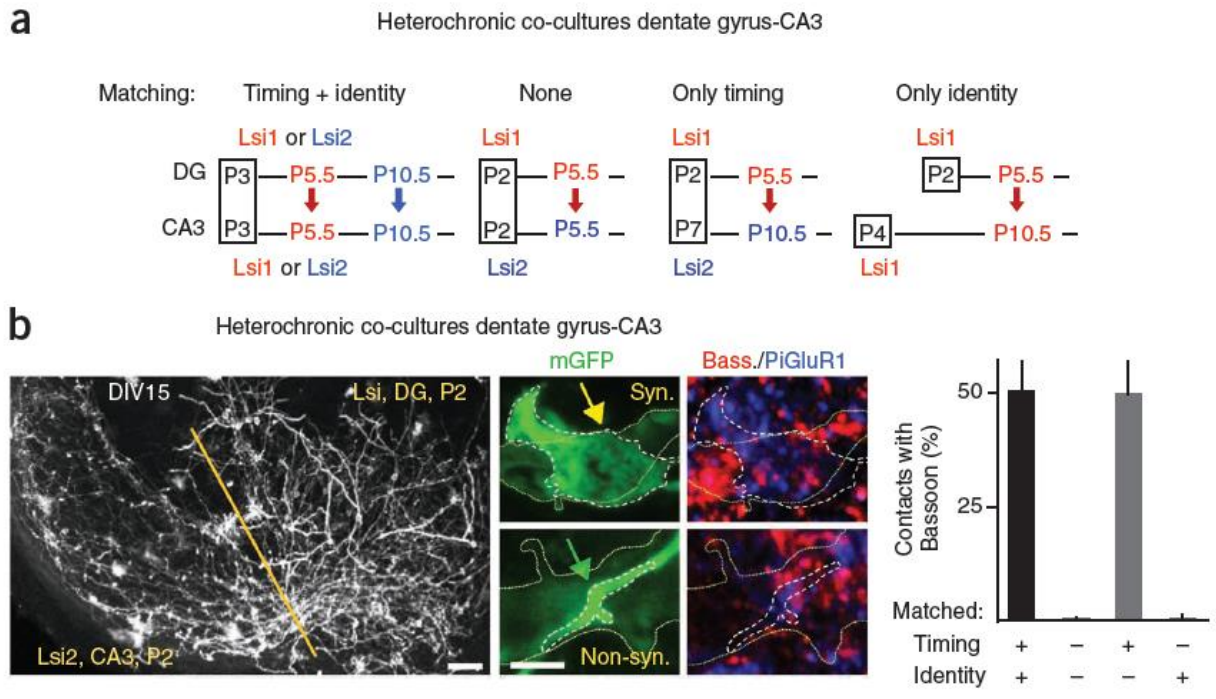 a
Heterochronic co-cultures dentate gyrus-CA3
Matching: Timing + identity None Only timing Only identity
Lsi1 or Lsi2 Lsi1 Lsi1 Lsi1
DG P3 P5.5 P10.5 P2 P5.5 P2 P5.5 P2 P5.5
CA3 P3 P5.5 P10.5 P2 P5.5 P7 P10.5 P4 P10.5
Lsi1 or Lsi2 Lsi2 Lsi2 Lsi1
b
Heterochronic co-cultures dentate gyrus-CA3
mGFP Bass./PiGluR1
DIV15 Lsi, DG, P2
Syn.
Lsi2, CA3, P2
Non-syn.
Contacts with
Bassoon (%)
50
25
Matched:
Timing + – + –
Identity + – – +